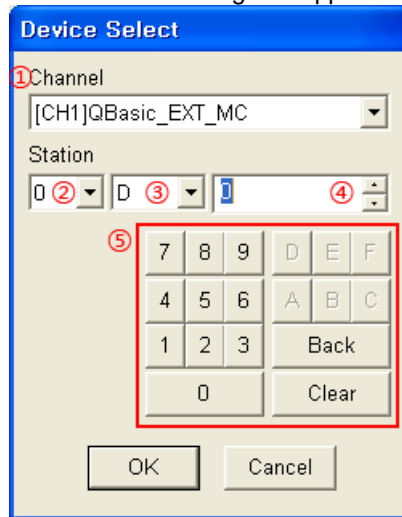 Device Select
①Channel
[CH1]QBasic_EXT_MC
Station
0 ② D ③ 0 ④
⑤
7 8 9 D E F
4 5 6 A B C
1 2 3 Back
0 Clear
OK Cancel